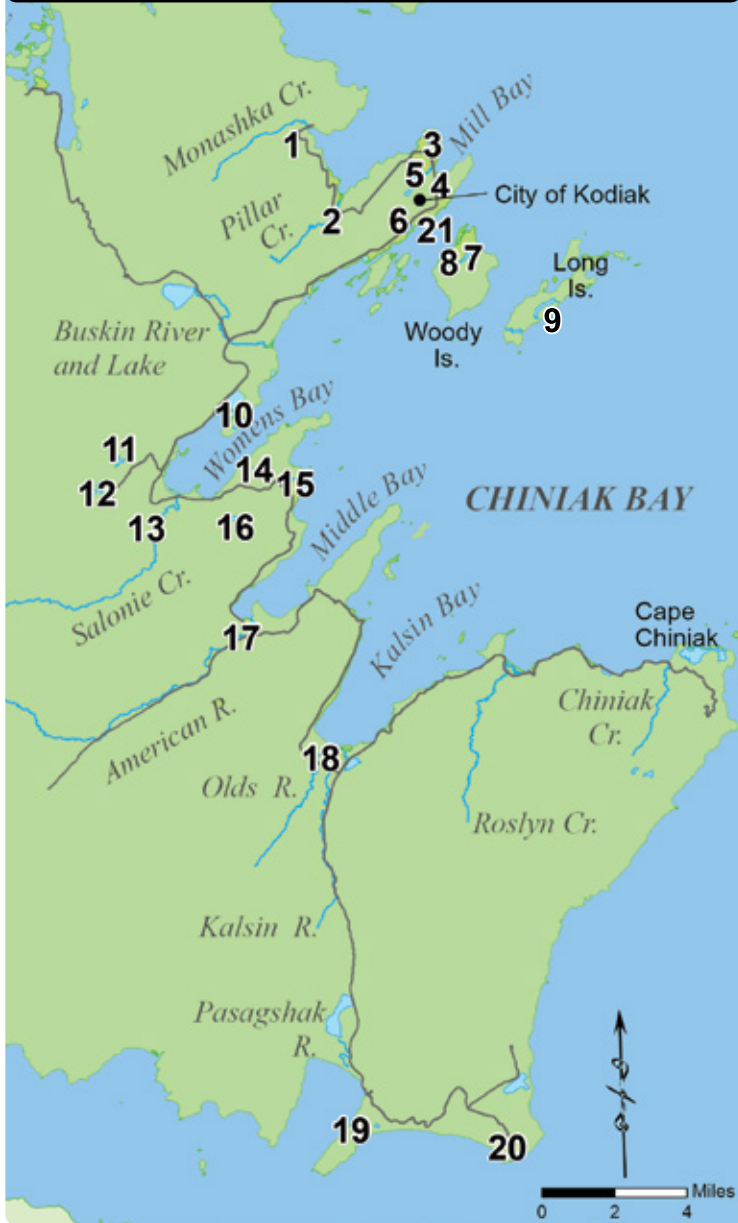 Monashka Cr.
1
Mill Bay
3
5
4
City of Kodiak
Pillar
Cr.
2
6
21
8
7
Long
Is.
9
Woody
Is.
Buskin River
and Lake
10
Womens Bay
11
12
13
14
15
16
Middle Bay
CHINIAK BAY
Salonie Cr.
17
Kalsin Bay
Cape
Chiniak
American R.
Chiniak
Cr.
18
Olds R.
Roslyn Cr.
Kalsin R.
Pasagshak
R.
19
20
Miles
0
2
4